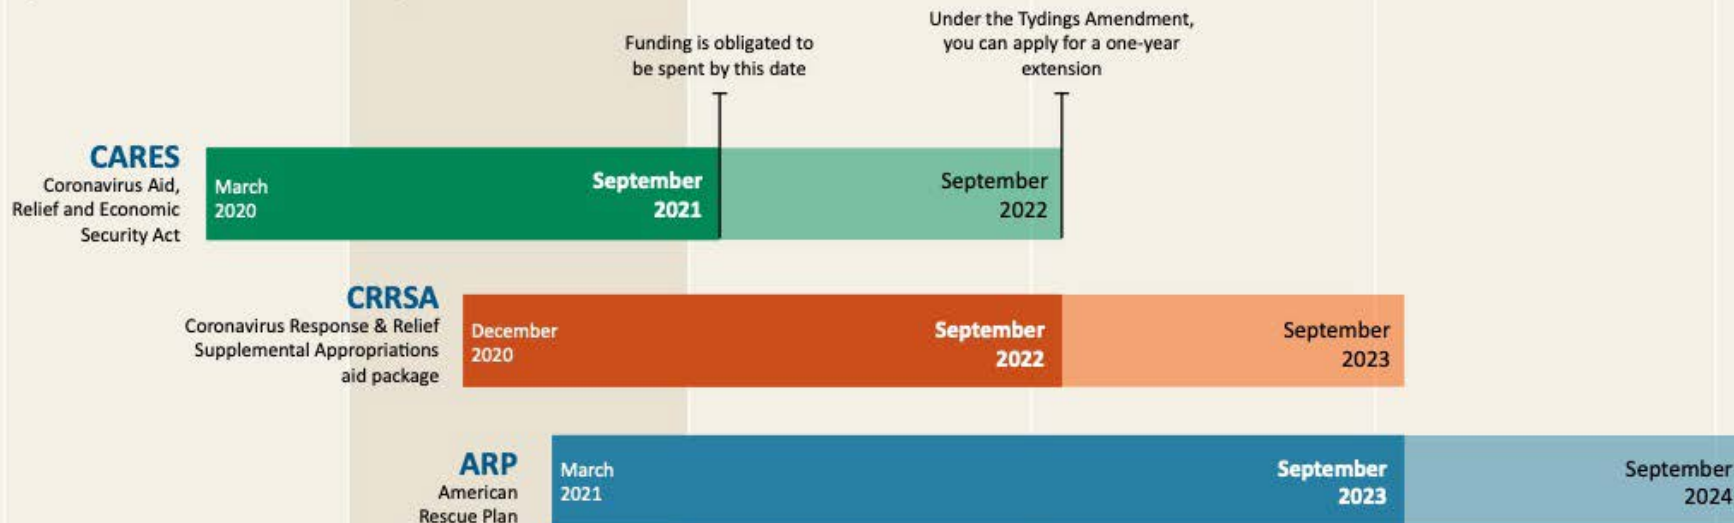 Funding is obligated to
be spent by this date
Under the Tydings Amendment,
you can apply for a one-year
extension
CARES
Coronavirus Aid,
Relief and Economic
Security Act
March
2020
September
2021
September
2022
CRRSA
Coronavirus Response & Relief
Supplemental Appropriations
aid package
December
2020
September
2022
September
2023
ARP
American
Rescue Plan
March
2021
September
2023
September
2024